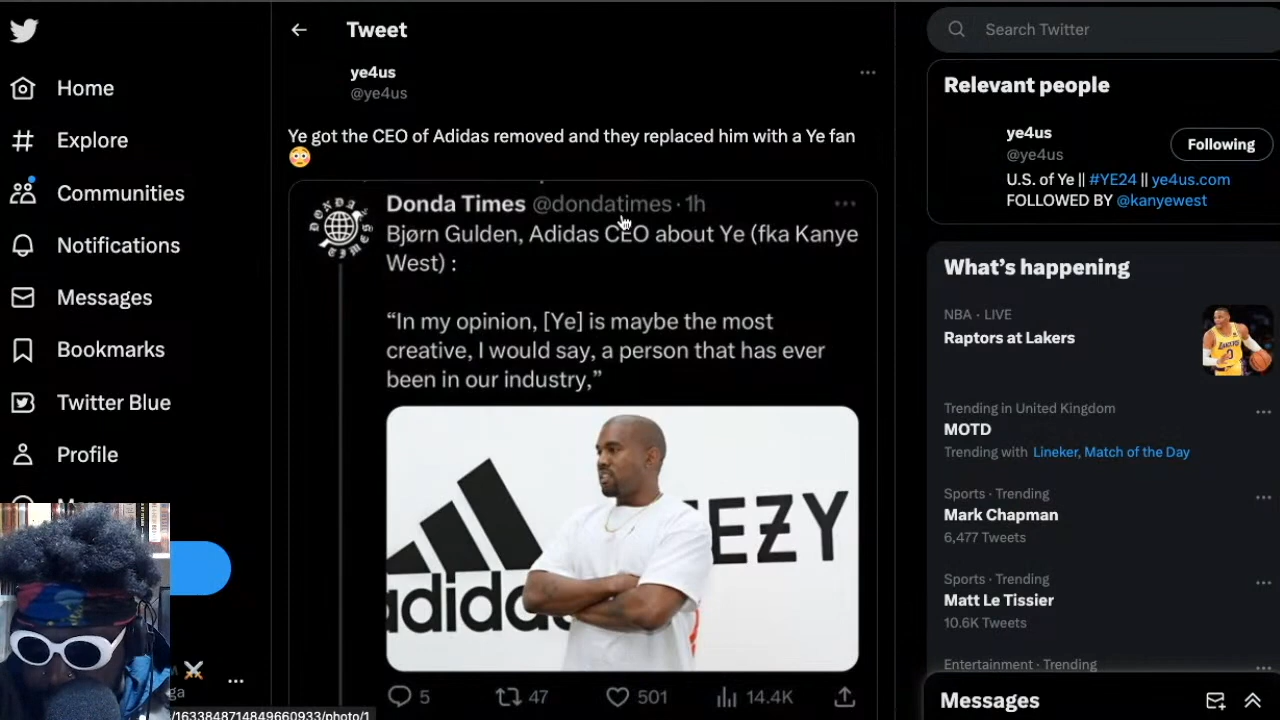 Home
Explore
Communities
Notifications
Messages
Bookmarks
Twitter Blue
Profile
Tweet
ye4us
@ye4us
Ye got the CEO of Adidas removed and they replaced him with a Ye fan
😳
DONDA TIMES
Donda Times @dondatimes · 1h
Bjørn Gulden, Adidas CEO about Ye (fka Kanye
West) :
“In my opinion, [Ye] is maybe the most
creative, I would say, a person that has ever
been in our industry,”
adidas
EEZY
5
47
501
14.4K
/1633848714849660933/photo/1
Search Twitter
Relevant people
ye4us
@ye4us
Following
U.S. of Ye || #YE24 || ye4us.com
FOLLOWED BY @kanyewest
What’s happening
NBA · LIVE
Raptors at Lakers
Trending in United Kingdom
MOTD
Trending with Lineker, Match of the Day
Sports · Trending
Mark Chapman
6,477 Tweets
Sports · Trending
Matt Le Tissier
10.6K Tweets
Entertainment · Trending
Messages